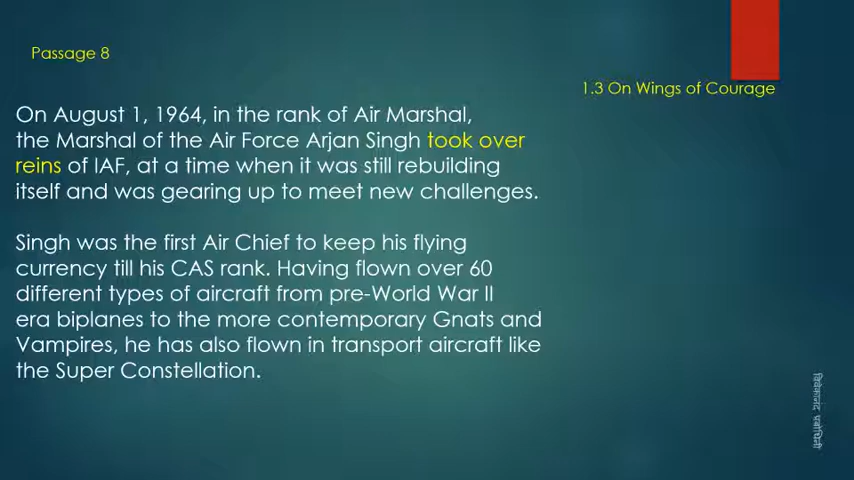 Passage 8
1.3 On Wings of Courage
On August 1, 1964, in the rank of Air Marshal,
the Marshal of the Air Force Arjan Singh took over
reins of IAF, at a time when it was still rebuilding
itself and was gearing up to meet new challenges.
Singh was the first Air Chief to keep his flying
currency till his CAS rank. Having flown over 60
different types of aircraft from pre-World War II
era biplanes to the more contemporary Gnats and
Vampires, he has also flown in transport aircraft like
the Super Constellation.